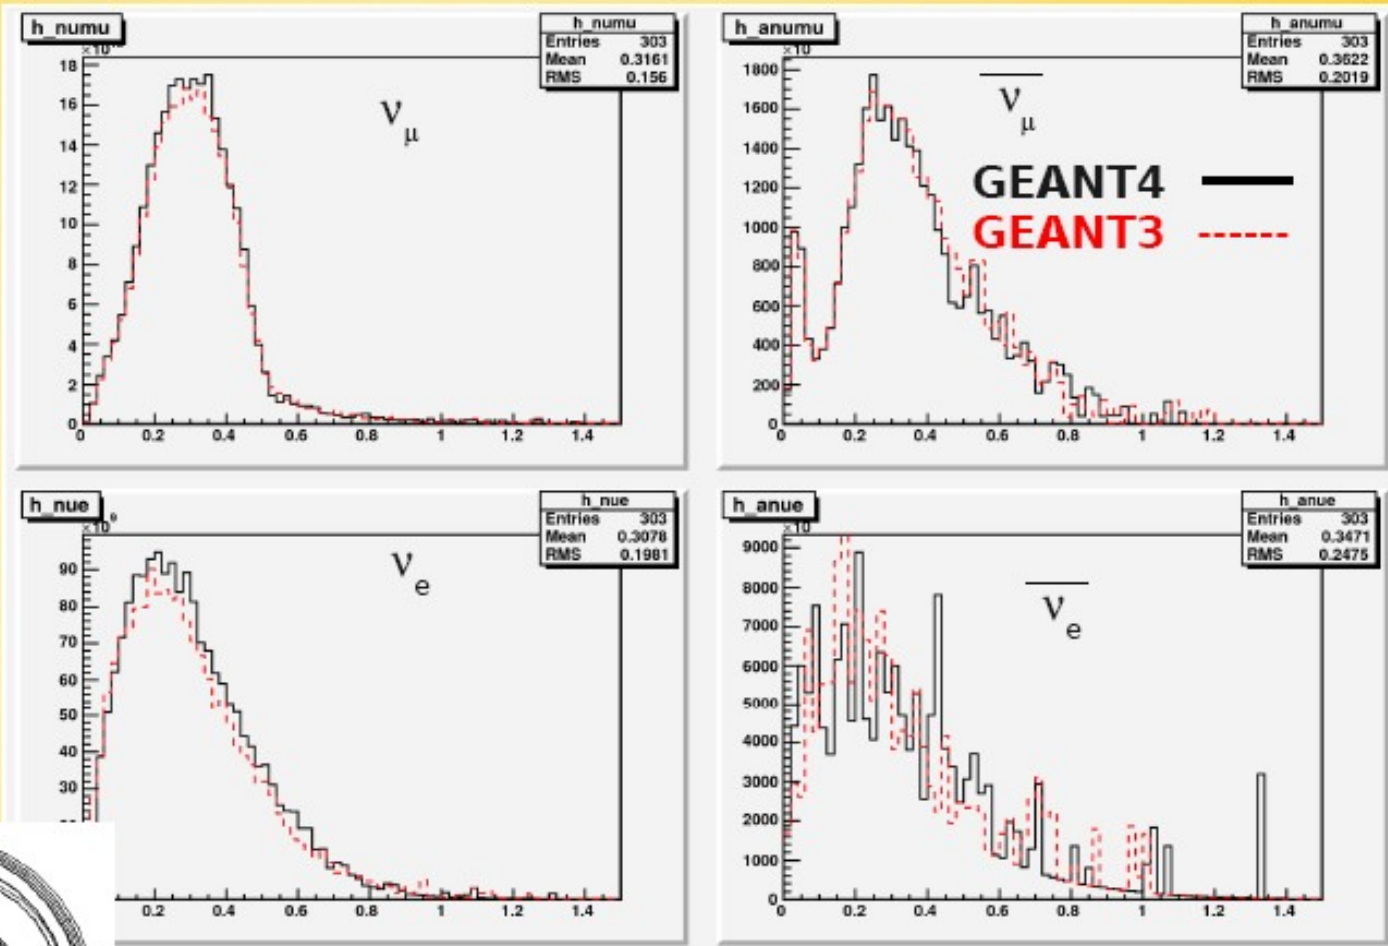 h_numu
h_numu
Entries 303
Mean 0.3161
RMS 0.156
18
16
14
12
10
8
6
4
2
0
0 0.2 0.4 0.6 0.8 1 1.2 1.4
νμ
h_anumu
h_anumu
Entries 303
Mean 0.3622
RMS 0.2019
×10
1800
1600
1400
1200
1000
800
600
400
200
0
0 0.2 0.4 0.6 0.8 1 1.2 1.4
ν̅μ
GEANT4
GEANT3
h_nue
h_nue
Entries 303
Mean 0.3078
RMS 0.1981
90
80
70
60
50
40
30
0.2 0.4 0.6 0.8 1 1.2 1.4
νe
h_anue
h_anue
Entries 303
Mean 0.3471
RMS 0.2475
×10
9000
8000
7000
6000
5000
4000
3000
2000
1000
0
0 0.2 0.4 0.6 0.8 1 1.2 1.4
ν̅e